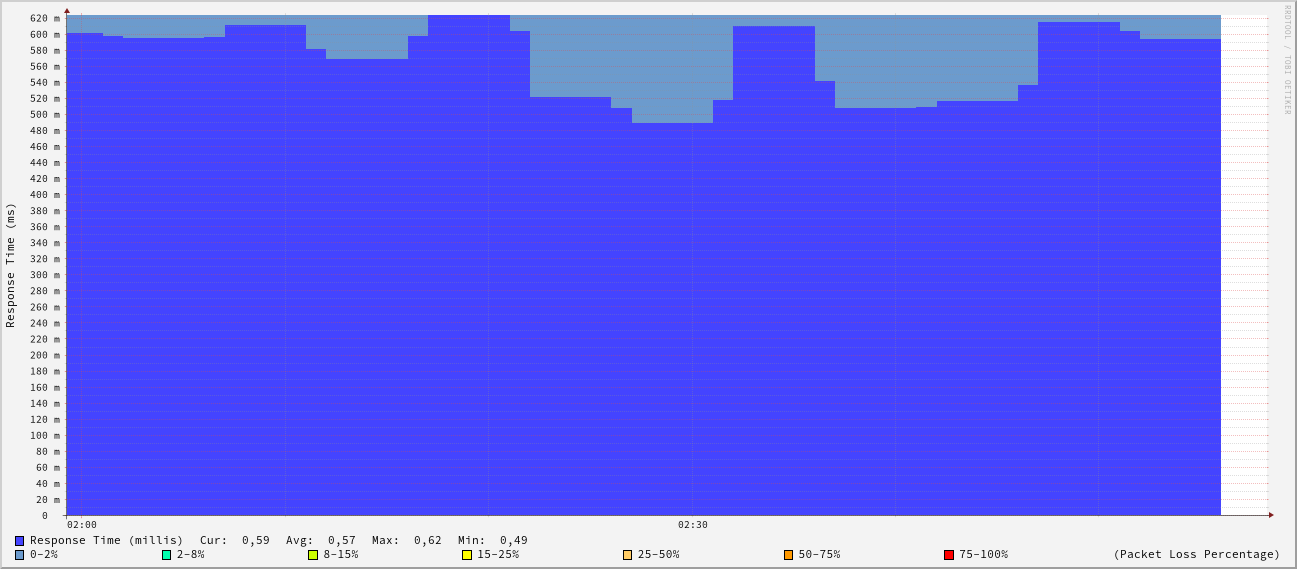 620 m
600 m
580 m
560 m
540 m
520 m
500 m
480 m
460 m
440 m
420 m
400 m
380 m
360 m
340 m
320 m
300 m
280 m
260 m
240 m
220 m
200 m
180 m
160 m
140 m
120 m
100 m
80 m
60 m
40 m
20 m
0
Response Time (ms)
RRDTOOL / TOBI OETIKER
02:00 02:30
Response Time (millis) Cur: 0,59 Avg: 0,57 Max: 0,62 Min: 0,49
0-2% 2-8% 8-15% 15-25% 25-50% 50-75% 75-100% (Packet Loss Percentage)